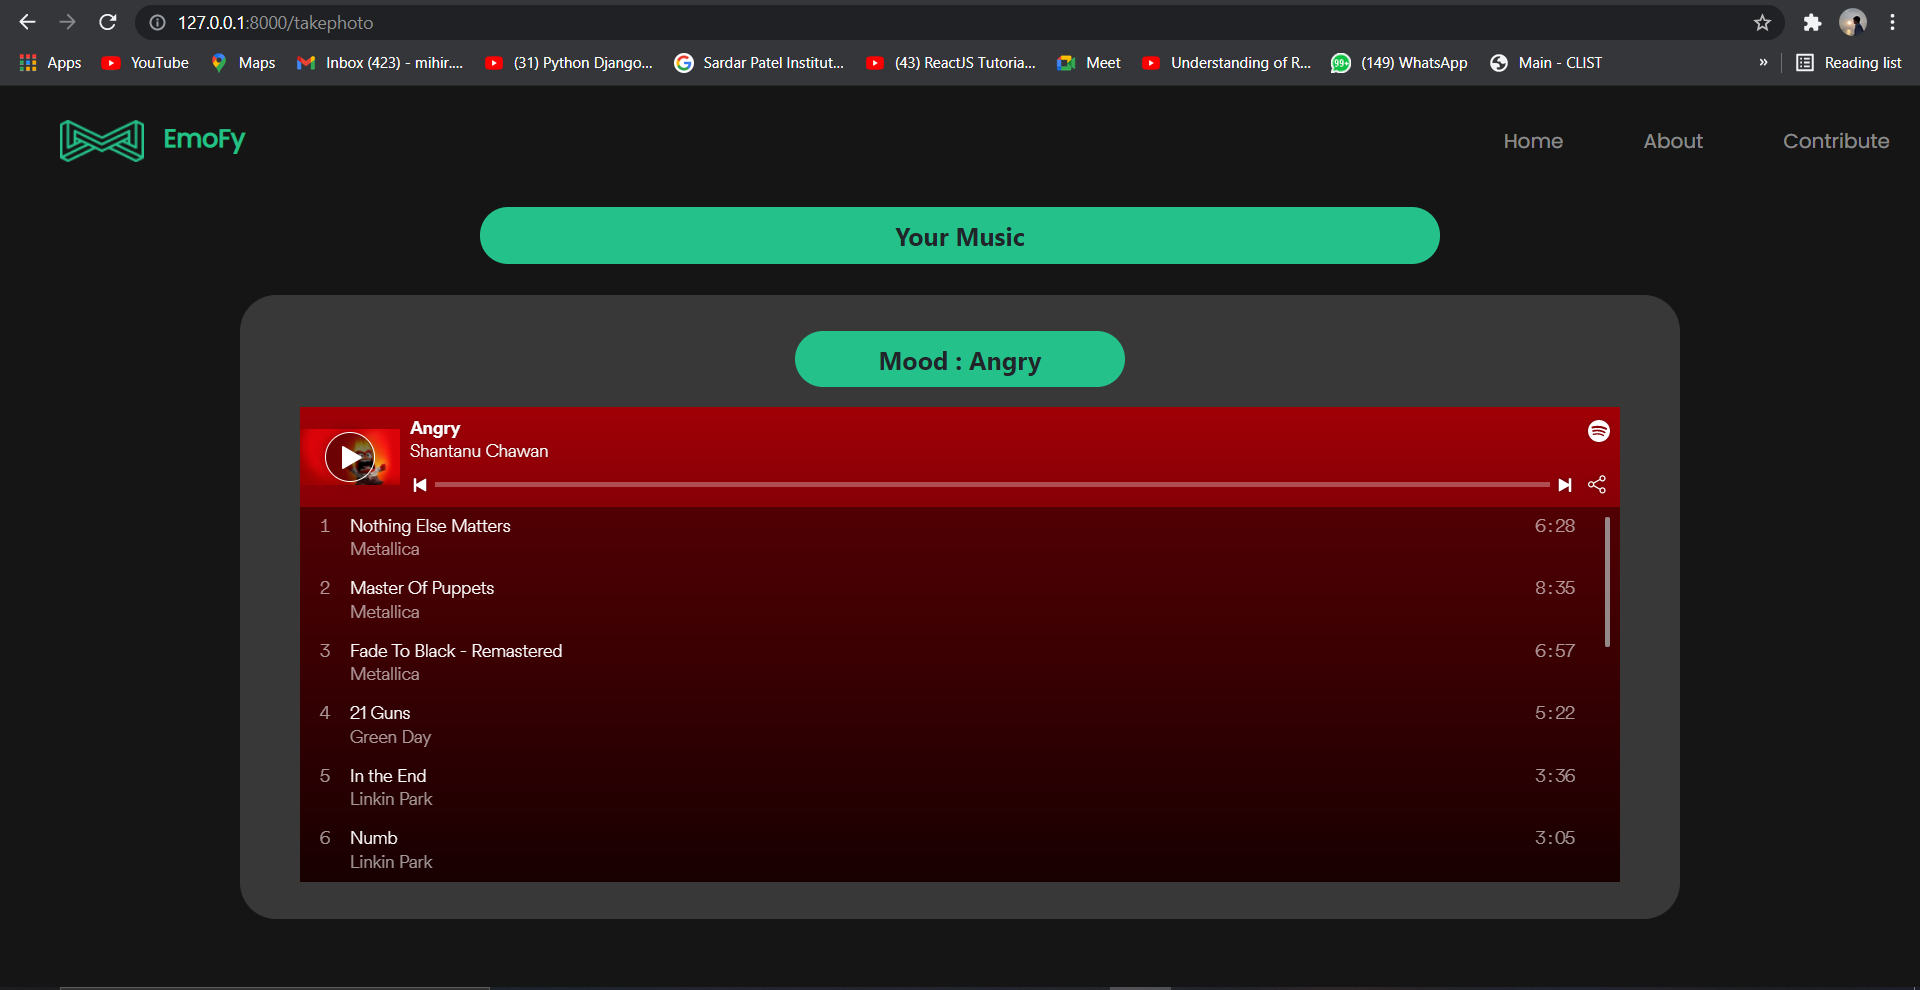 127.0.0.1:8000/takephoto
Apps YouTube Maps Inbox (423) - mihir.... (31) Python Django... Sardar Patel Institut... (43) ReactJS Tutoria... Meet Understanding of R... 99+ (149) WhatsApp Main - CLIST » Reading list
EmoFy Home About Contribute
Your Music
Mood : Angry
Angry
Shantanu Chawan
1 Nothing Else Matters 6:28
Metallica
2 Master Of Puppets 8:35
Metallica
3 Fade To Black - Remastered 6:57
Metallica
4 21 Guns 5:22
Green Day
5 In the End 3:36
Linkin Park
6 Numb 3:05
Linkin Park